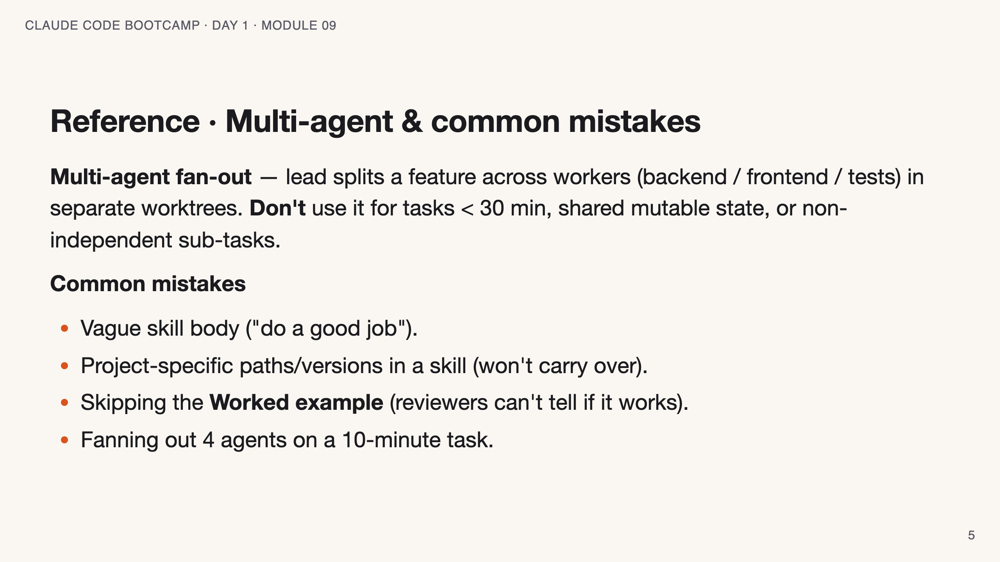 CLAUDE CODE BOOTCAMP · DAY 1 · MODULE 09
Reference · Multi-agent & common mistakes
Multi-agent fan-out — lead splits a feature across workers (backend / frontend / tests) in
separate worktrees. Don't use it for tasks < 30 min, shared mutable state, or non-
independent sub-tasks.
Common mistakes
• Vague skill body ("do a good job").
• Project-specific paths/versions in a skill (won't carry over).
• Skipping the Worked example (reviewers can't tell if it works).
• Fanning out 4 agents on a 10-minute task.
5